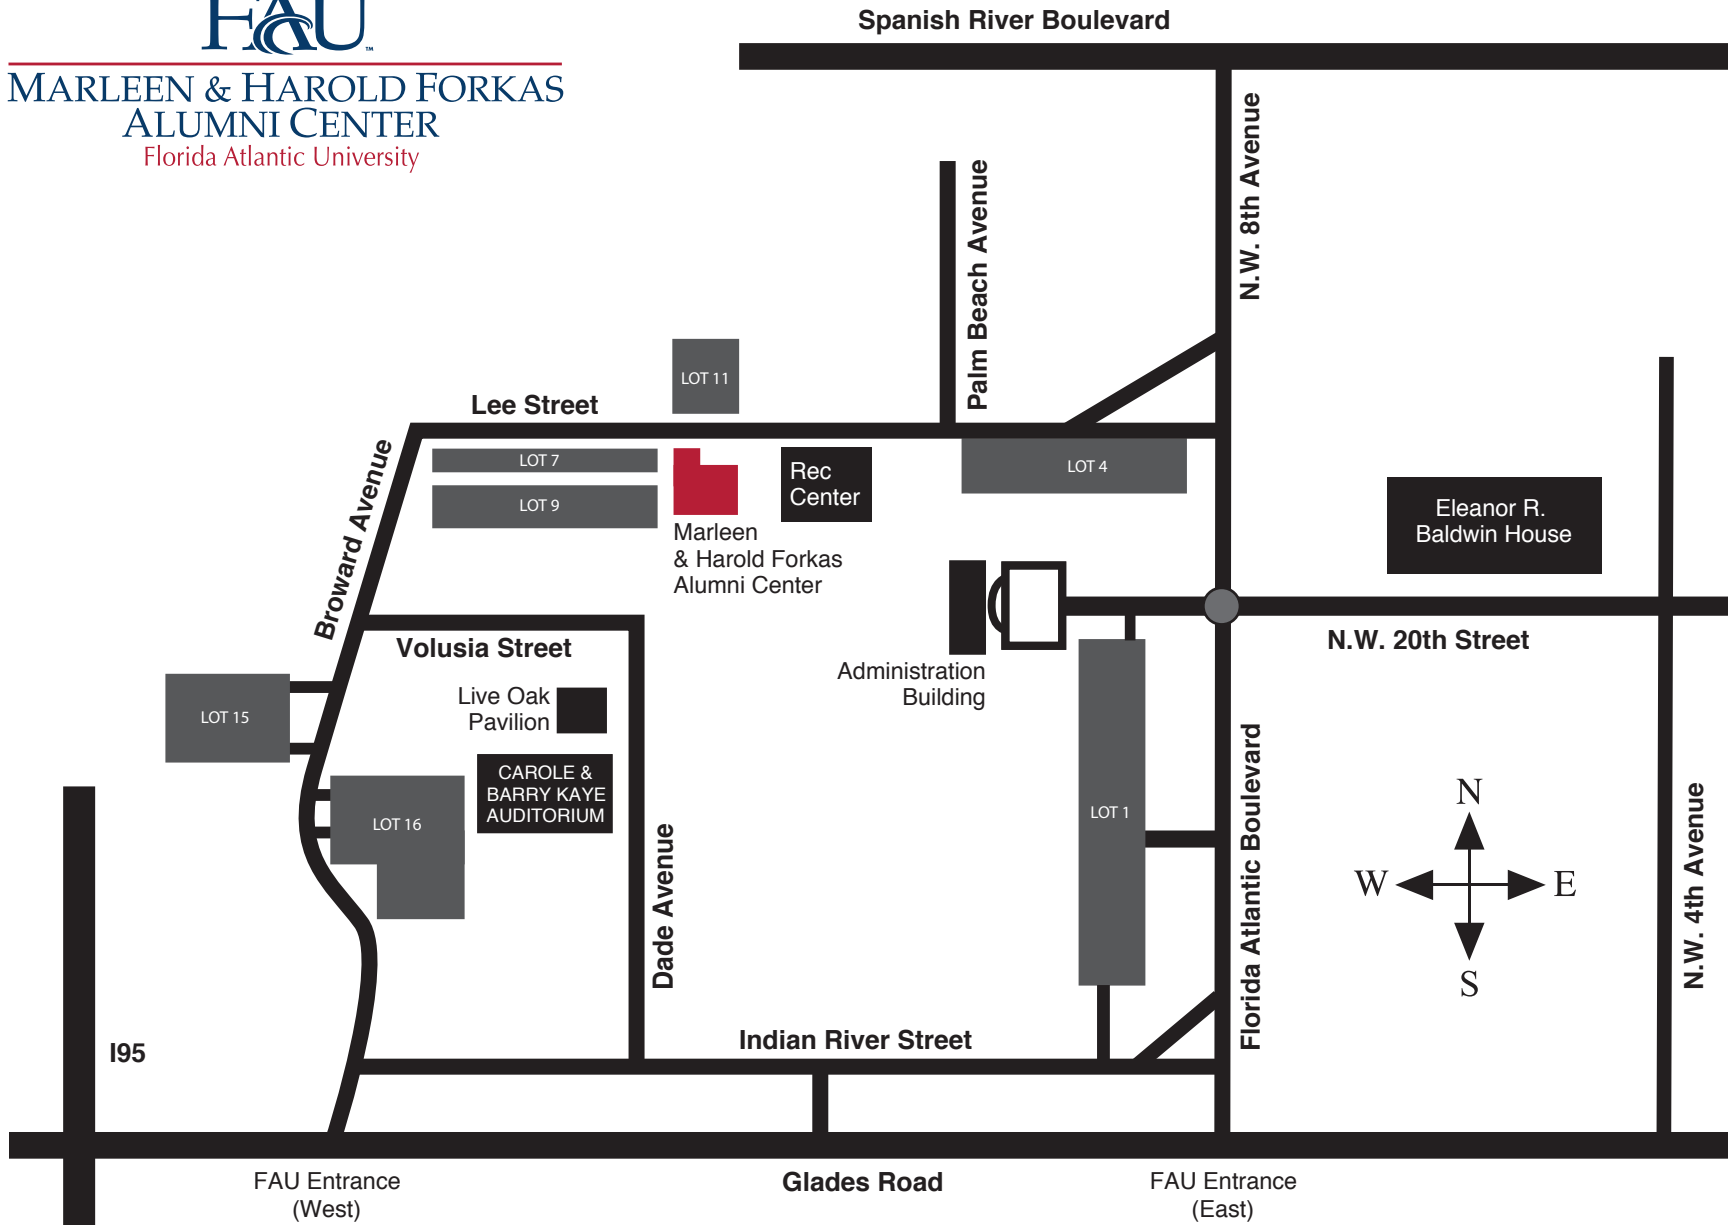 FAU
™
MARLEEN & HAROLD FORKAS
ALUMNI CENTER
Florida Atlantic University
Spanish River Boulevard
N.W. 8th Avenue
Palm Beach Avenue
LOT 11
Lee Street
LOT 7
LOT 9
Rec
Center
LOT 4
Marleen
& Harold Forkas
Alumni Center
Eleanor R.
Baldwin House
Broward Avenue
Volusia Street
N.W. 20th Street
Administration
Building
Live Oak
Pavilion
LOT 15
CAROLE &
BARRY KAYE
AUDITORIUM
LOT 16
LOT 1
Dade Avenue
Florida Atlantic Boulevard
N
W
E
S
N.W. 4th Avenue
Indian River Street
I95
FAU Entrance
(West)
Glades Road
FAU Entrance
(East)